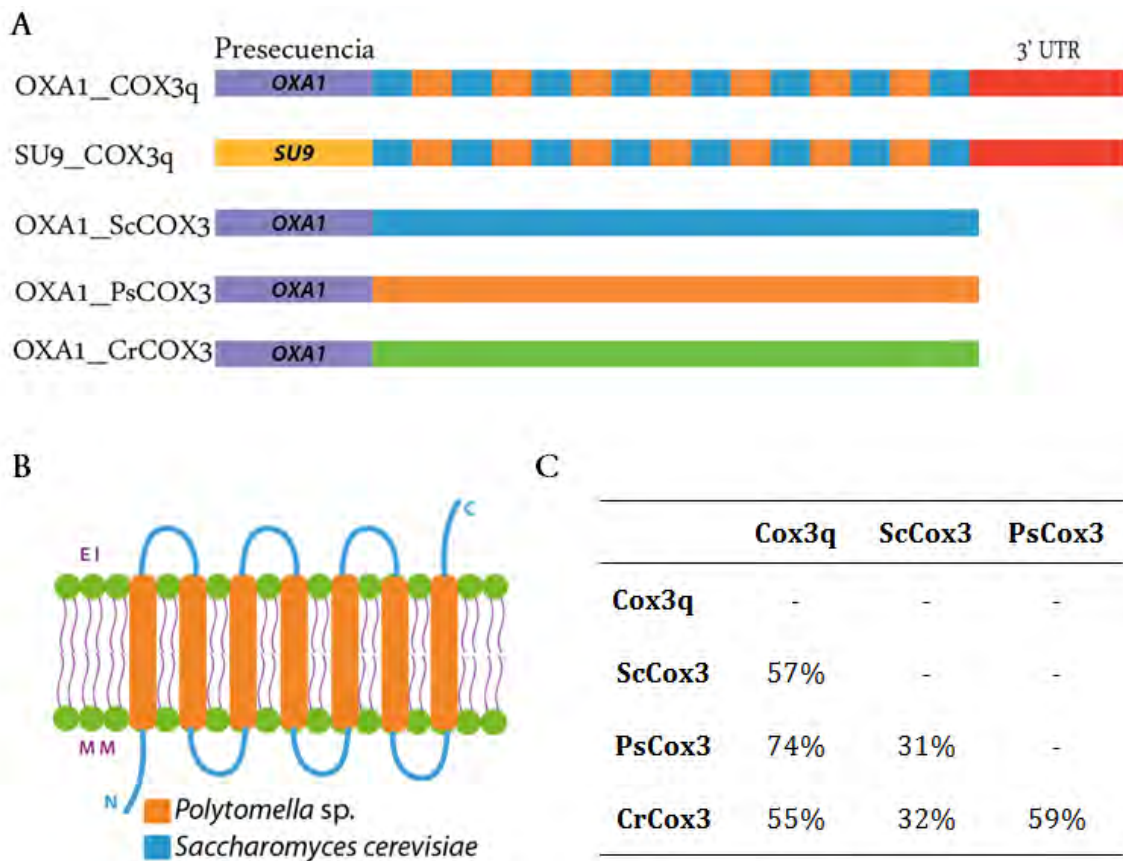 A
Presecuencia 3' UTR
OXA1_COX3q OXA1
SU9_COX3q SU9
OXA1_ScCOX3 OXA1
OXA1_PsCOX3 OXA1
OXA1_CrCOX3 OXA1
B
EI
C
MM
N
Polytomella sp.
Saccharomyces cerevisiae
C
Cox3q ScCox3 PsCox3
Cox3q - - -
ScCox3 57% - -
PsCox3 74% 31% -
CrCox3 55% 32% 59%